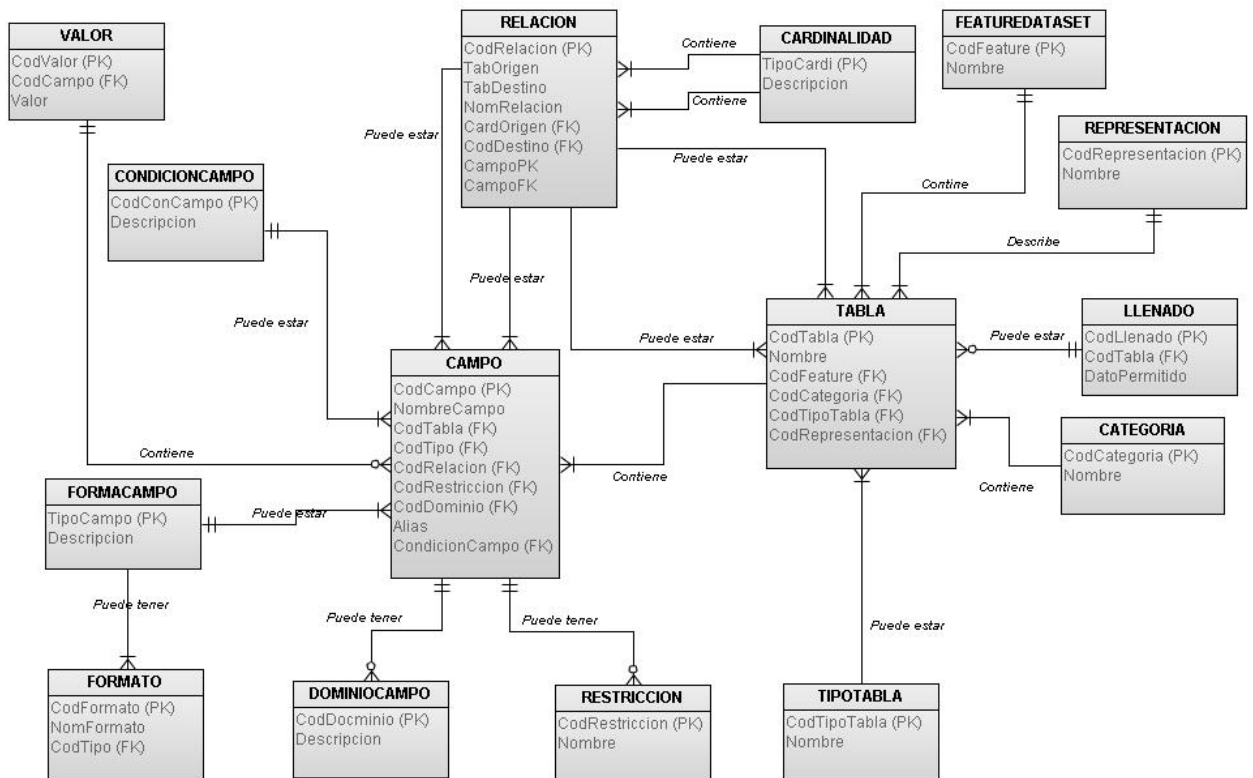 VALOR
CodValor (PK)
CodCampo (FK)
Valor
RELACION
CodRelacion (PK)
TabOrigen
TabDestino
NomRelacion
CardOrigen (FK)
CodDestino (FK)
CampoPK
CampoFK
Contiene
Contiene
CARDINALIDAD
TipoCardi (PK)
Descripcion
FEATUREDATASET
CodFeature (PK)
Nombre
REPRESENTACION
CodRepresentacion (PK)
Nombre
Puede estar
Puede estar
Contine
CONDICIONCAMPO
CodConCampo (PK)
Descripcion
Describe
Puede estar
Puede estar
Puede estar
Puede estar
TABLA
CodTabla (PK)
Nombre
CodFeature (FK)
CodCategoria (FK)
CodTipoTabla (FK)
CodRepresentacion (FK)
LLENADO
CodLlenado (PK)
CodTabla (FK)
DatoPermitido
CAMPO
CodCampo (PK)
NombreCampo
CodTabla (FK)
CodTipo (FK)
CodRelacion (FK)
CodRestriccion (FK)
CodDominio (FK)
Alias
CondicionCampo (FK)
CATEGORIA
CodCategoria (PK)
Nombre
Contiene
Contiene
Contiene
FORMACAMPO
TipoCampo (PK)
Descripcion
Puede estar
Puede tener
Puede tener
Puede tener
Puede estar
FORMATO
CodFormato (PK)
NomFormato
CodTipo (FK)
DOMINIOCAMPO
CodDocminio (PK)
Descripcion
RESTRICCION
CodRestriccion (PK)
Nombre
TIPOTABLA
CodTipoTabla (PK)
Nombre